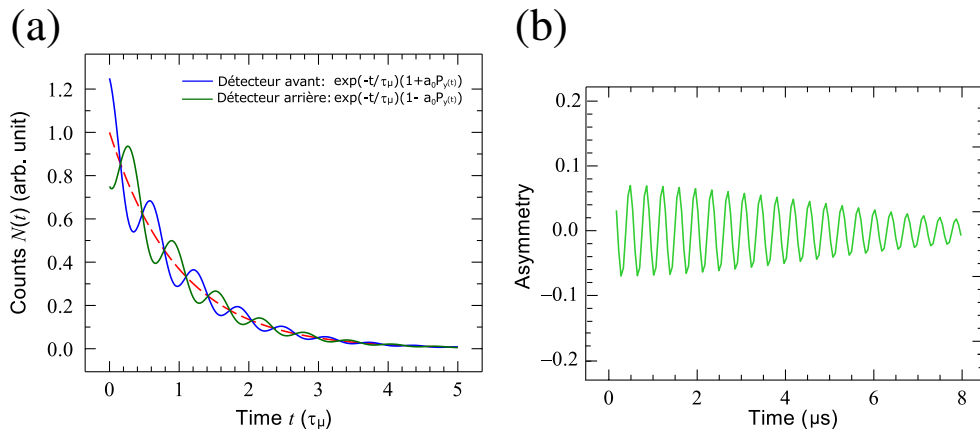 (a)
Counts N(t) (arb. unit)
1.2
1.0
0.8
0.6
0.4
0.2
0.0
Détecteur avant: exp(-t/τμ)(1+a₀Py(t))
Détecteur arrière: exp(-t/τμ)(1- a₀Py(t))
0 1 2 3 4 5
Time t (τμ)
(b)
Asymmetry
0.2
0.1
0.0
−0.1
−0.2
0 2 4 6 8
Time (μs)